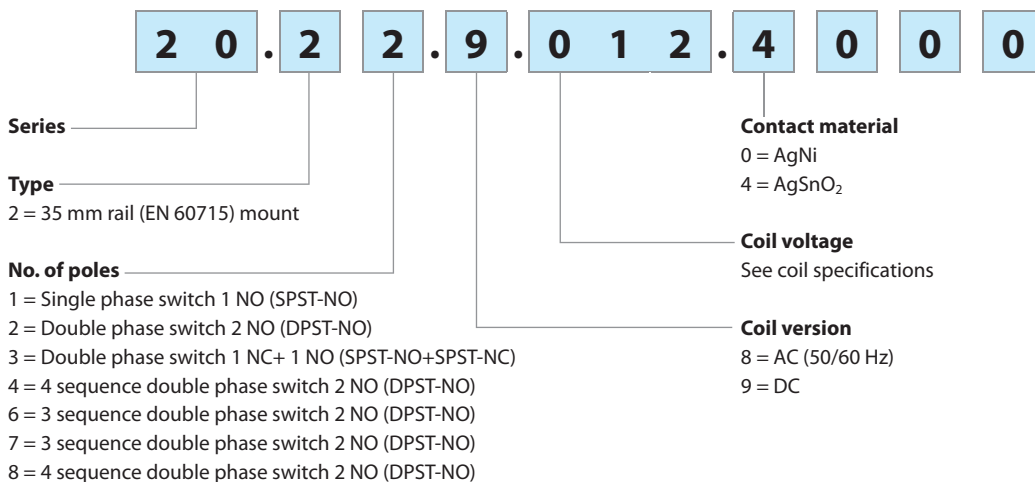 2 0 . 2 2 . 9 . 0 1 2 . 4 0 0 0
Series
Type
2 = 35 mm rail (EN 60715) mount
No. of poles
1 = Single phase switch 1 NO (SPST-NO)
2 = Double phase switch 2 NO (DPST-NO)
3 = Double phase switch 1 NC+ 1 NO (SPST-NO+SPST-NC)
4 = 4 sequence double phase switch 2 NO (DPST-NO)
6 = 3 sequence double phase switch 2 NO (DPST-NO)
7 = 3 sequence double phase switch 2 NO (DPST-NO)
8 = 4 sequence double phase switch 2 NO (DPST-NO)
Contact material
0 = AgNi
4 = AgSnO₂
Coil voltage
See coil specifications
Coil version
8 = AC (50/60 Hz)
9 = DC